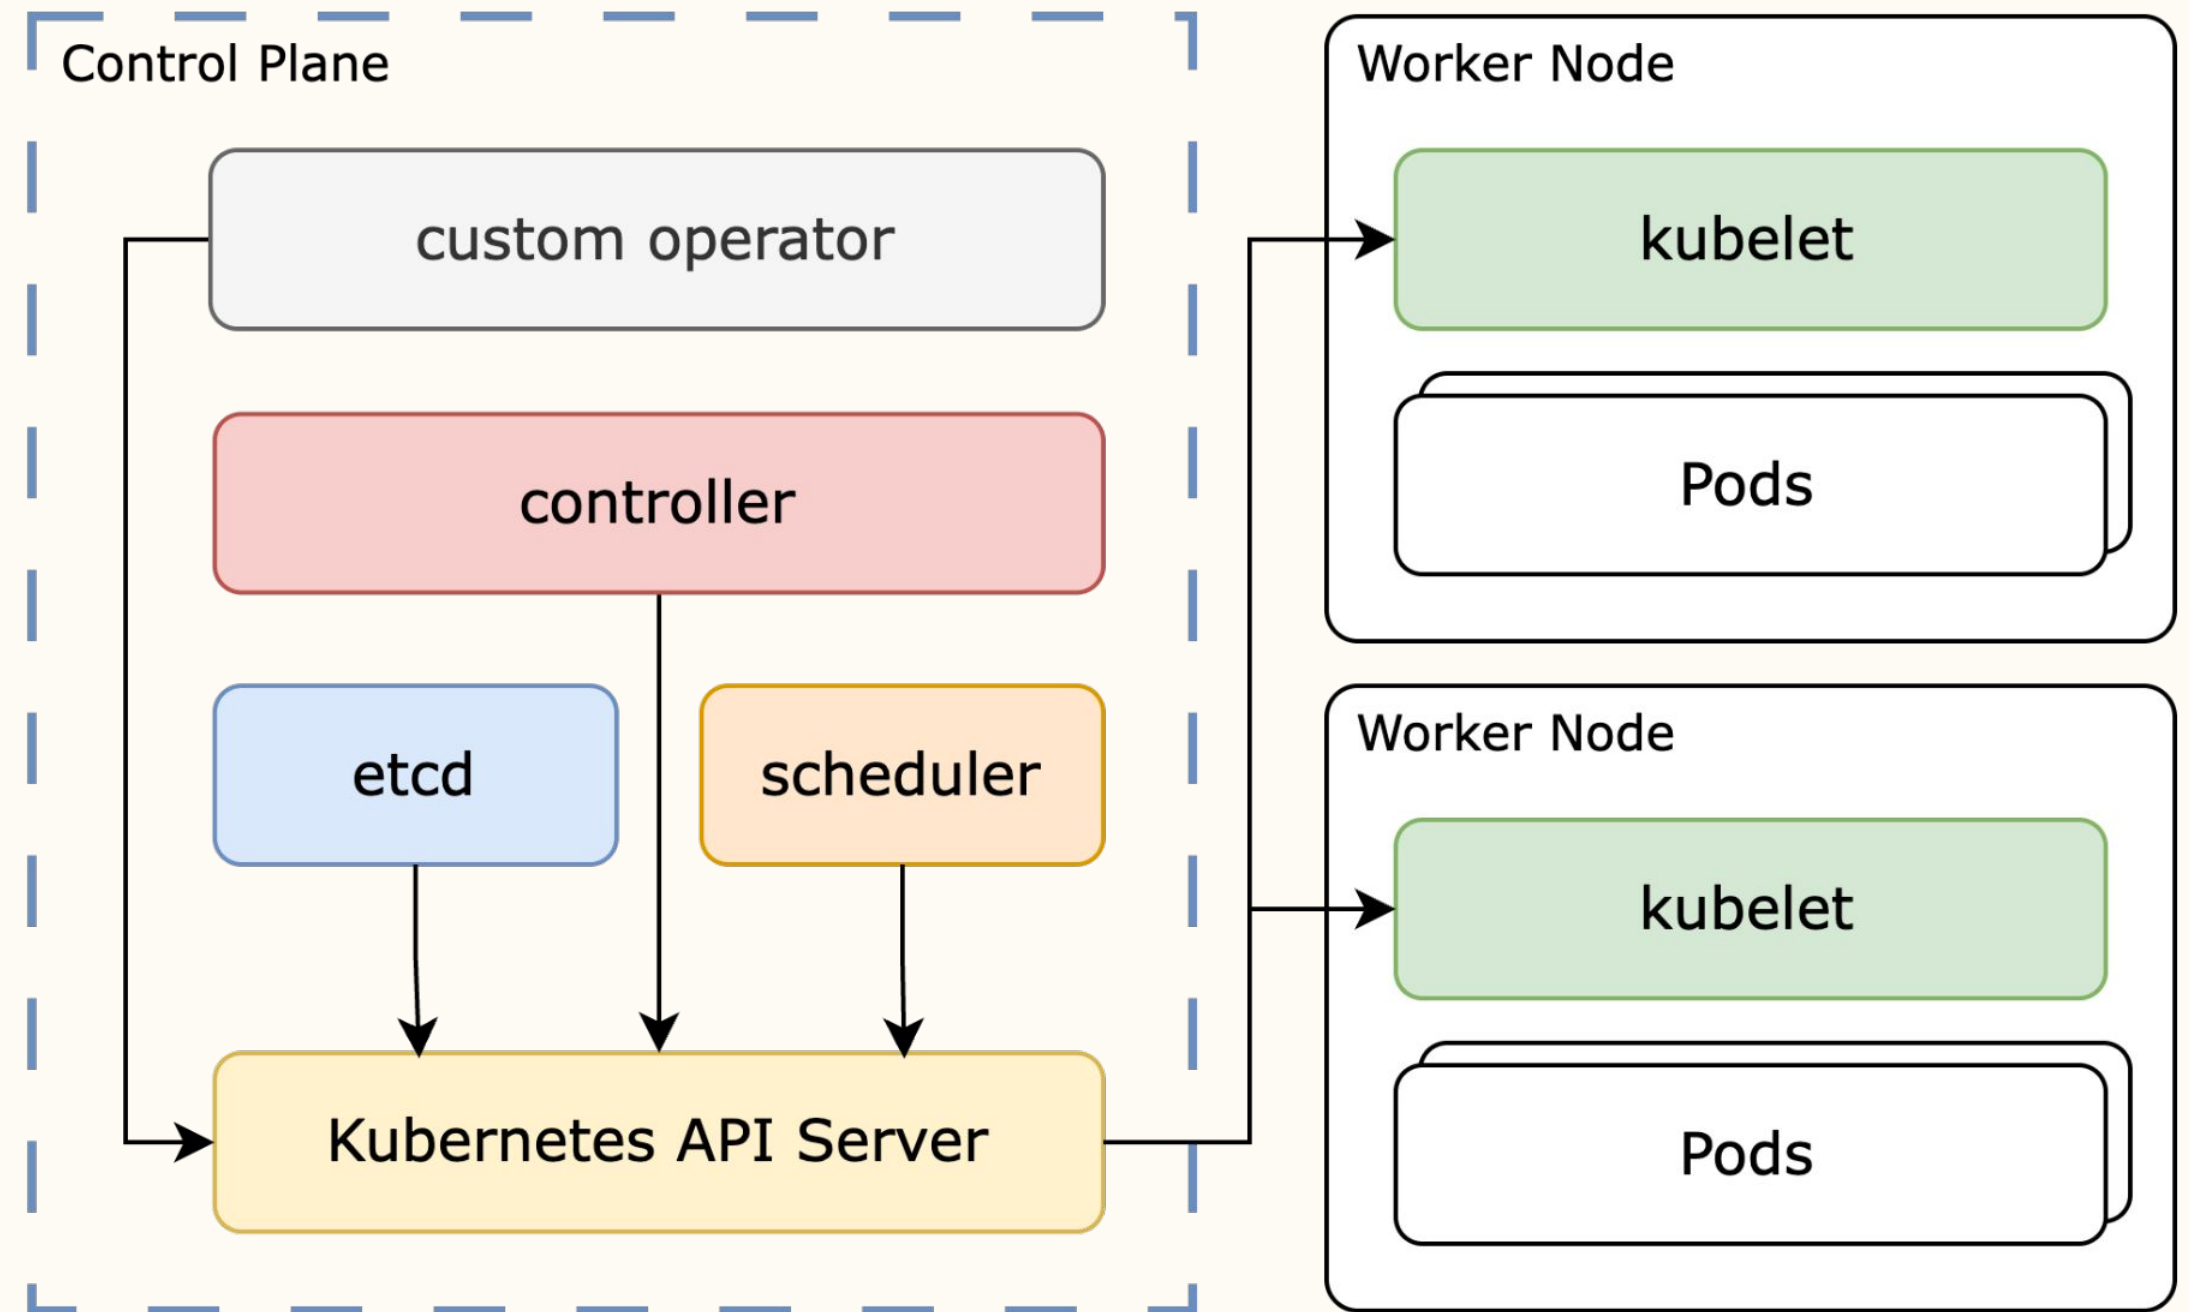 Control Plane
custom operator
controller
etcd
scheduler
Kubernetes API Server
Worker Node
kubelet
Pods
Worker Node
kubelet
Pods